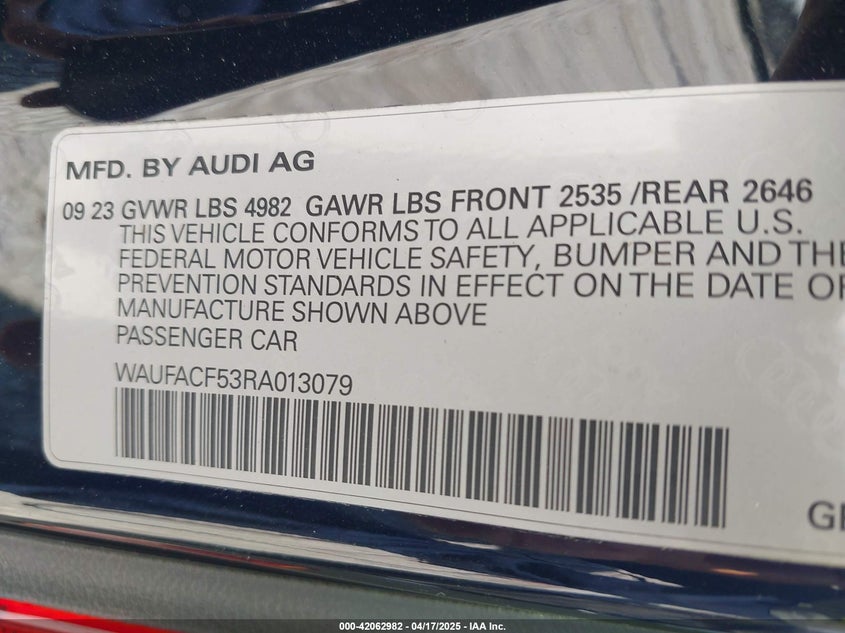 MFD. BY AUDI AG
09 23 GVWR LBS 4982 GAWR LBS FRONT 2535 /REAR 2646
THIS VEHICLE CONFORMS TO ALL APPLICABLE U.S.
FEDERAL MOTOR VEHICLE SAFETY, BUMPER AND THE
PREVENTION STANDARDS IN EFFECT ON THE DATE OF
MANUFACTURE SHOWN ABOVE
PASSENGER CAR
WAUFACF53RA013079
000-42062982 - 04/17/2025 - IAA Inc.